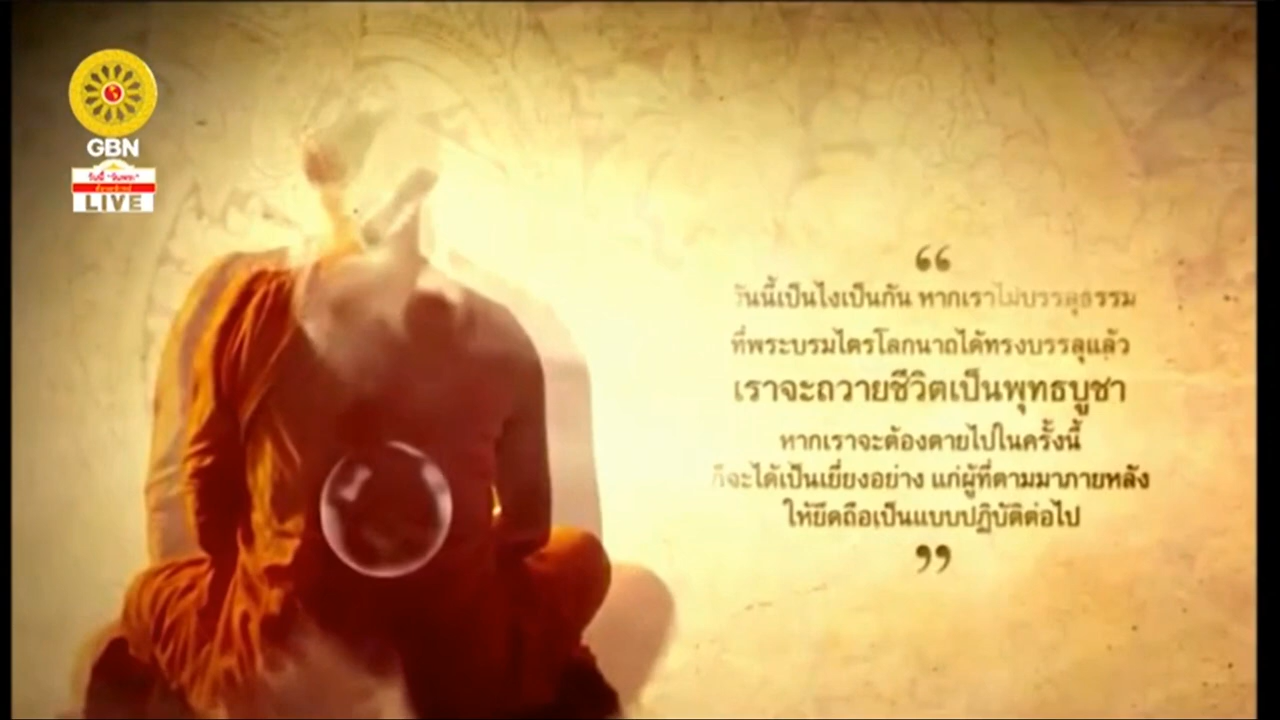 GBN
วันนี้ "วันพระ"
LIVE
“
วันนี้เป็นไงเป็นกัน หากเราไม่บรรลุธรรม
ที่พระบรมไตรโลกนาถได้ทรงบรรลุแล้ว
เราจะถวายชีวิตเป็นพุทธบูชา
หากเราจะต้องตายไปในครั้งนี้
ก็จะได้เป็นเยี่ยงอย่าง แก่ผู้ที่ตามมาภายหลัง
ให้ยึดถือเป็นแบบปฏิบัติต่อไป
”